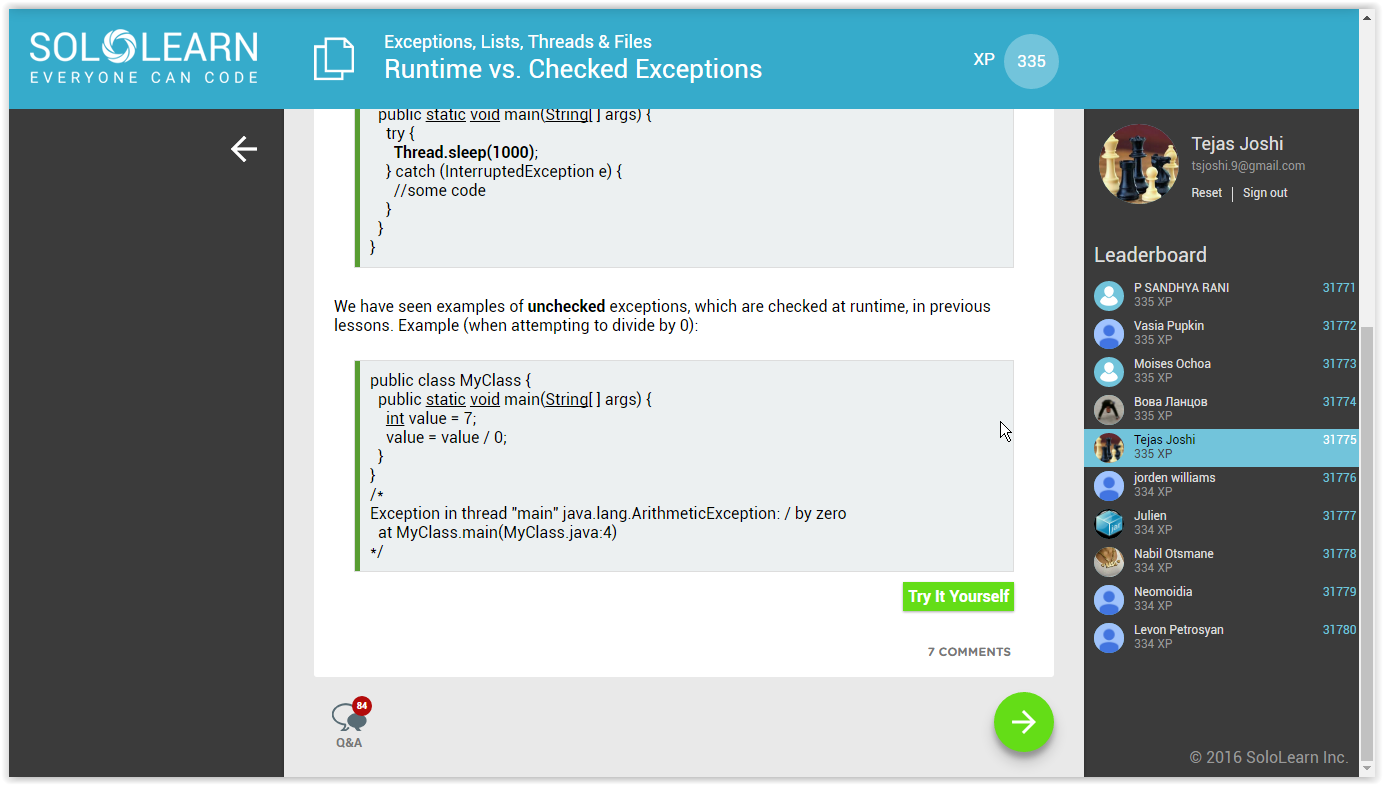 SOLOLEARN
EVERYONE CAN CODE
Exceptions, Lists, Threads & Files
Runtime vs. Checked Exceptions
XP 335
public static void main(String[ ] args) {
try {
Thread.sleep(1000);
} catch (InterruptedException e) {
//some code
}
}
}
We have seen examples of unchecked exceptions, which are checked at runtime, in previous
lessons. Example (when attempting to divide by 0):
public class MyClass {
public static void main(String[ ] args) {
int value = 7;
value = value / 0;
}
}
/*
Exception in thread "main" java.lang.ArithmeticException: / by zero
at MyClass.main(MyClass.java:4)
*/
Try It Yourself
7 COMMENTS
84
Q&A
Tejas Joshi
tsjoshi.9@gmail.com
Reset | Sign out
Leaderboard
P SANDHYA RANI 31771
335 XP
Vasia Pupkin 31772
335 XP
Moises Ochoa 31773
335 XP
Вова Ланцов 31774
335 XP
Tejas Joshi 31775
335 XP
jorden williams 31776
334 XP
Julien 31777
334 XP
Nabil Otsmane 31778
334 XP
Neomoidia 31779
334 XP
Levon Petrosyan 31780
334 XP
© 2016 SoloLearn Inc.